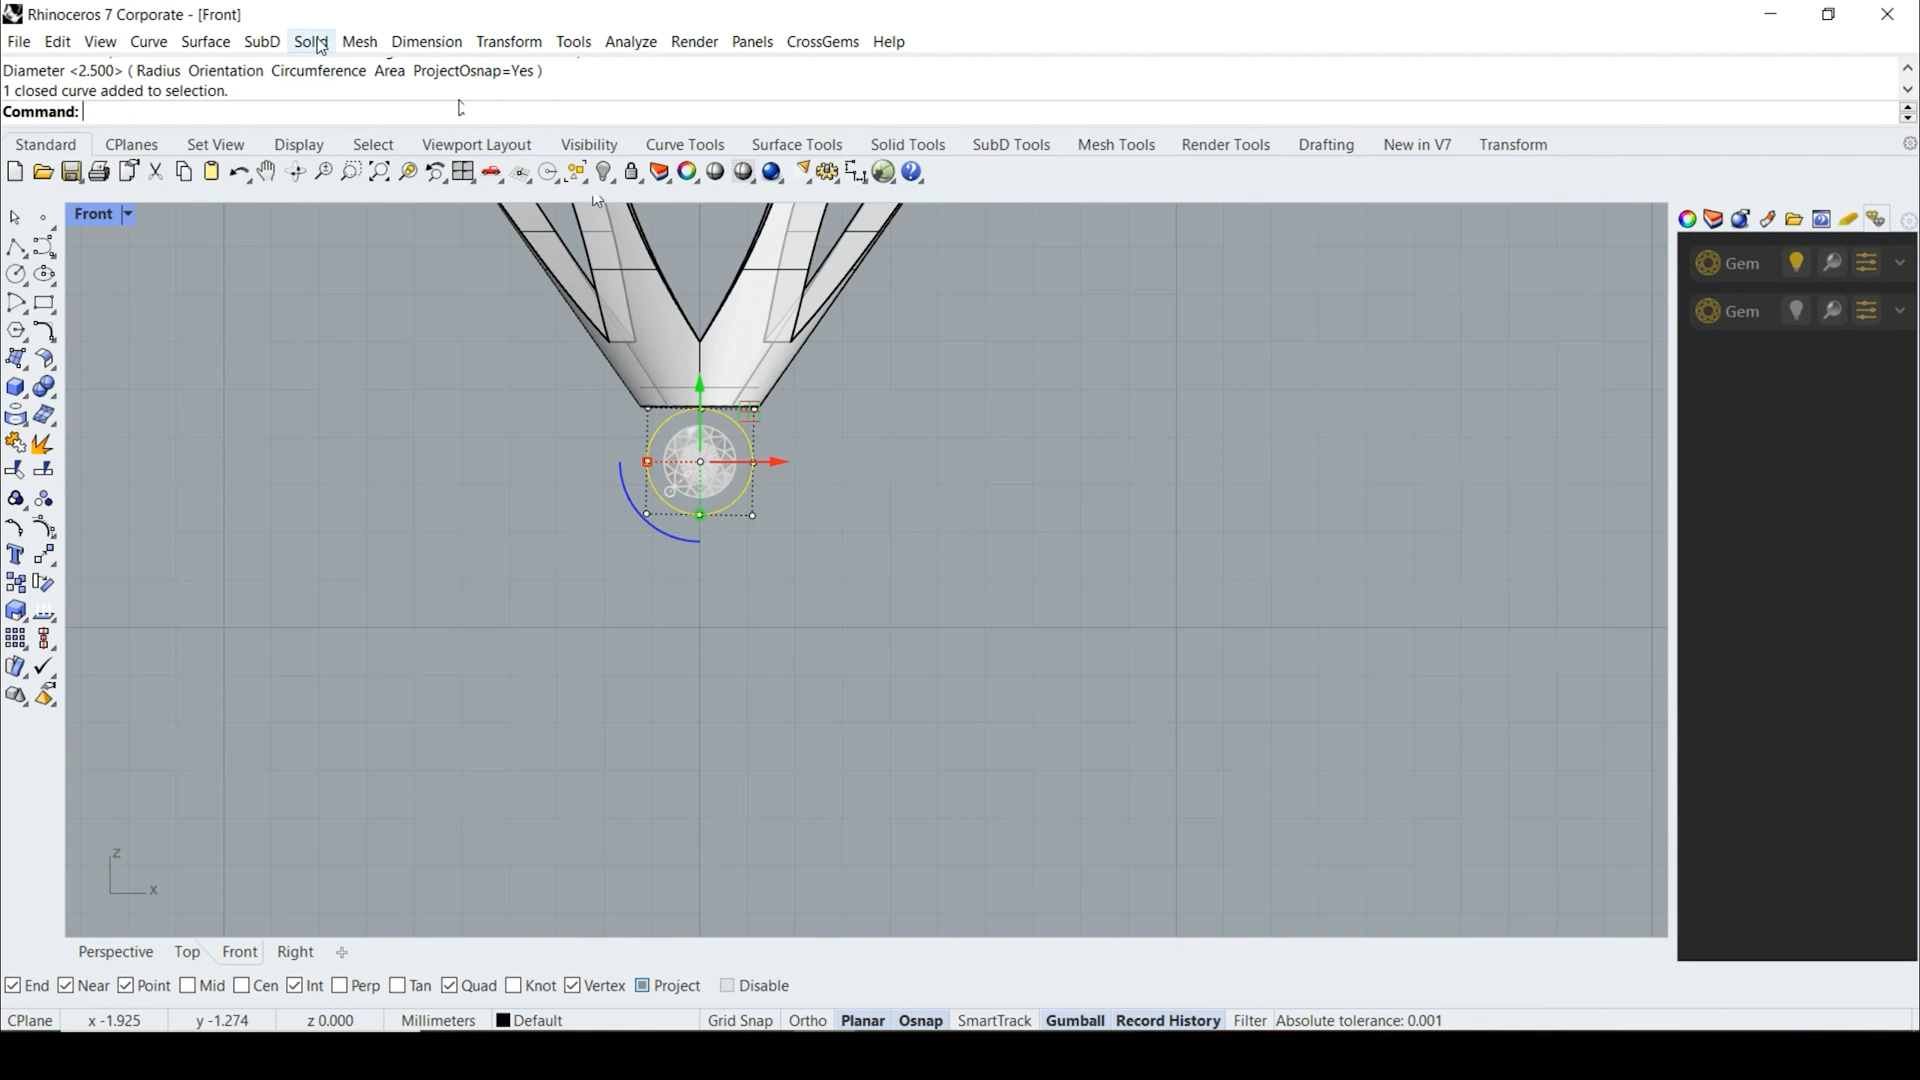 Rhinoceros 7 Corporate - [Front]
File Edit View Curve Surface SubD Solid Mesh Dimension Transform Tools Analyze Render Panels CrossGems Help
Diameter <2.500> ( Radius Orientation Circumference Area ProjectOsnap=Yes )
1 closed curve added to selection.
Command:
Standard CPlanes Set View Display Select Viewport Layout Visibility Curve Tools Surface Tools Solid Tools SubD Tools Mesh Tools Render Tools Drafting New in V7 Transform
Front
Gem
Gem
z
x
Perspective Top Front Right
End Near Point Mid Cen Int Perp Tan Quad Knot Vertex Project Disable
CPlane x -1.925 y -1.274 z 0.000 Millimeters Default Grid Snap Ortho Planar Osnap SmartTrack Gumball Record History Filter Absolute tolerance: 0.001